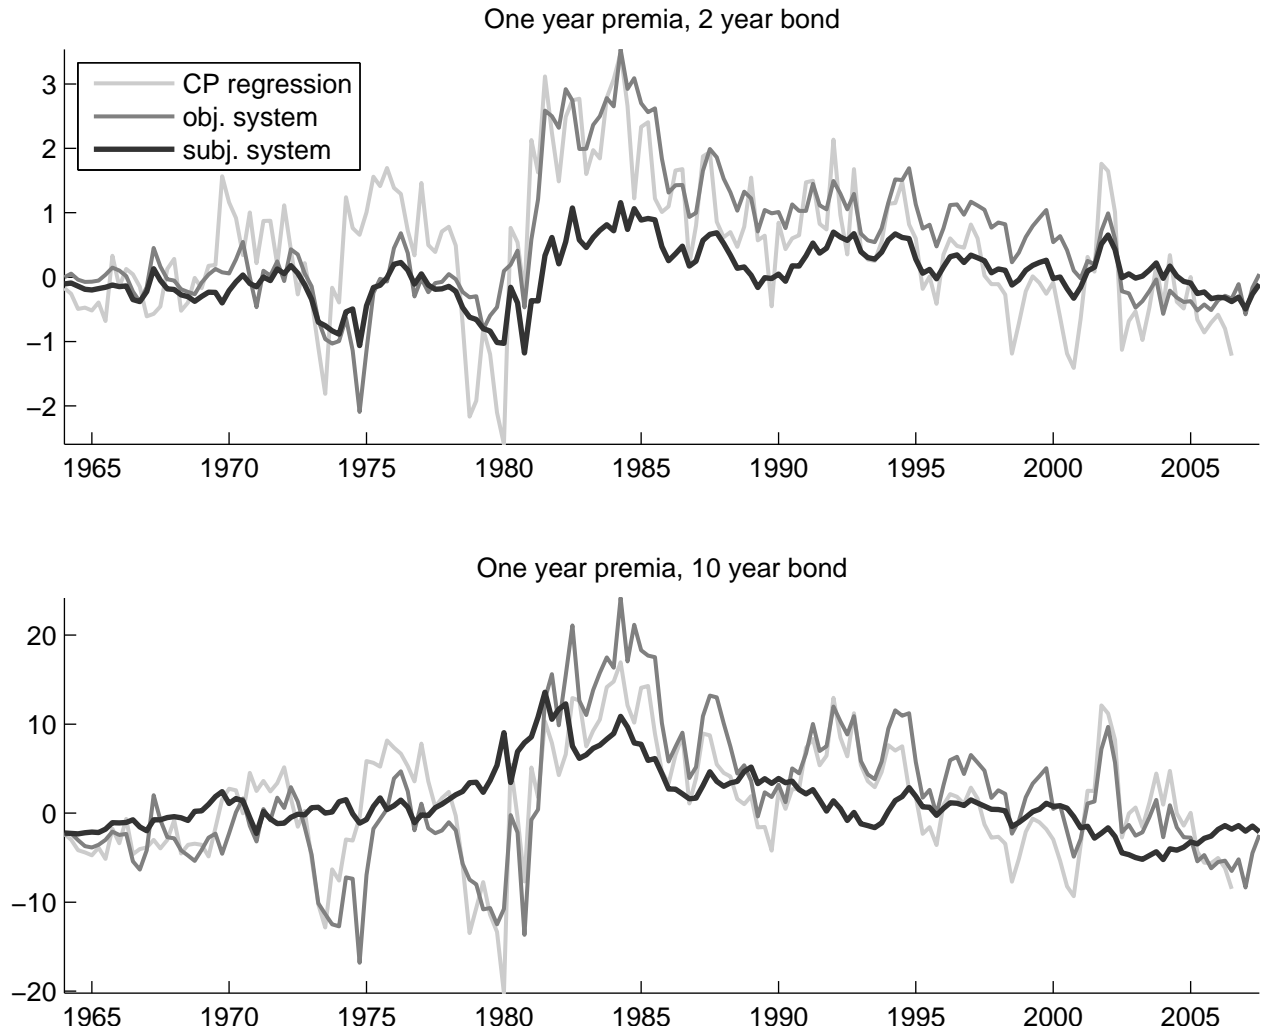 One year premia, 2 year bond
3
2
1
0
−1
−2
CP regression
obj. system
subj. system
1965 1970 1975 1980 1985 1990 1995 2000 2005
One year premia, 10 year bond
20
10
0
−10
−20
1965 1970 1975 1980 1985 1990 1995 2000 2005